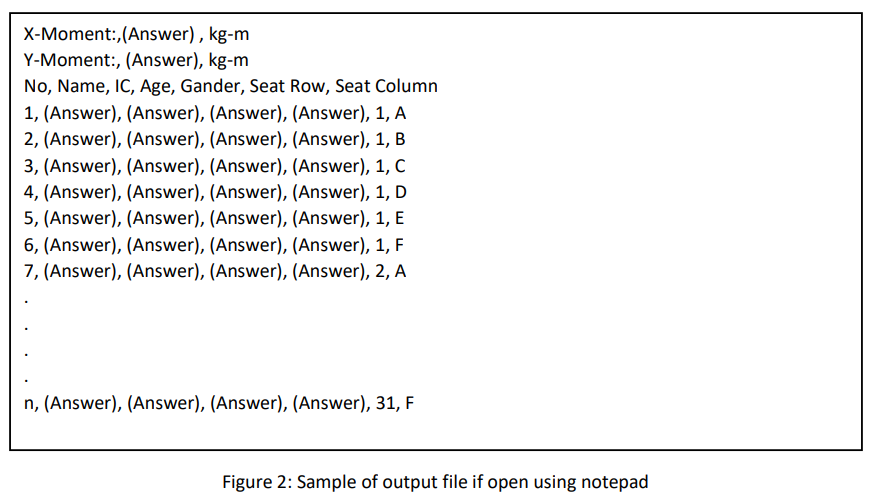 X-Moment:,(Answer) , kg-m
Y-Moment:, (Answer), kg-m
No, Name, IC, Age, Gander, Seat Row, Seat Column
1, (Answer), (Answer), (Answer), (Answer), 1, A
2, (Answer), (Answer), (Answer), (Answer), 1, B
3, (Answer), (Answer), (Answer), (Answer), 1, C
4, (Answer), (Answer), (Answer), (Answer), 1, D
5, (Answer), (Answer), (Answer), (Answer), 1, E
6, (Answer), (Answer), (Answer), (Answer), 1, F
7, (Answer), (Answer), (Answer), (Answer), 2, A
.
.
.
.
n, (Answer), (Answer), (Answer), (Answer), 31, F
Figure 2: Sample of output file if open using notepad